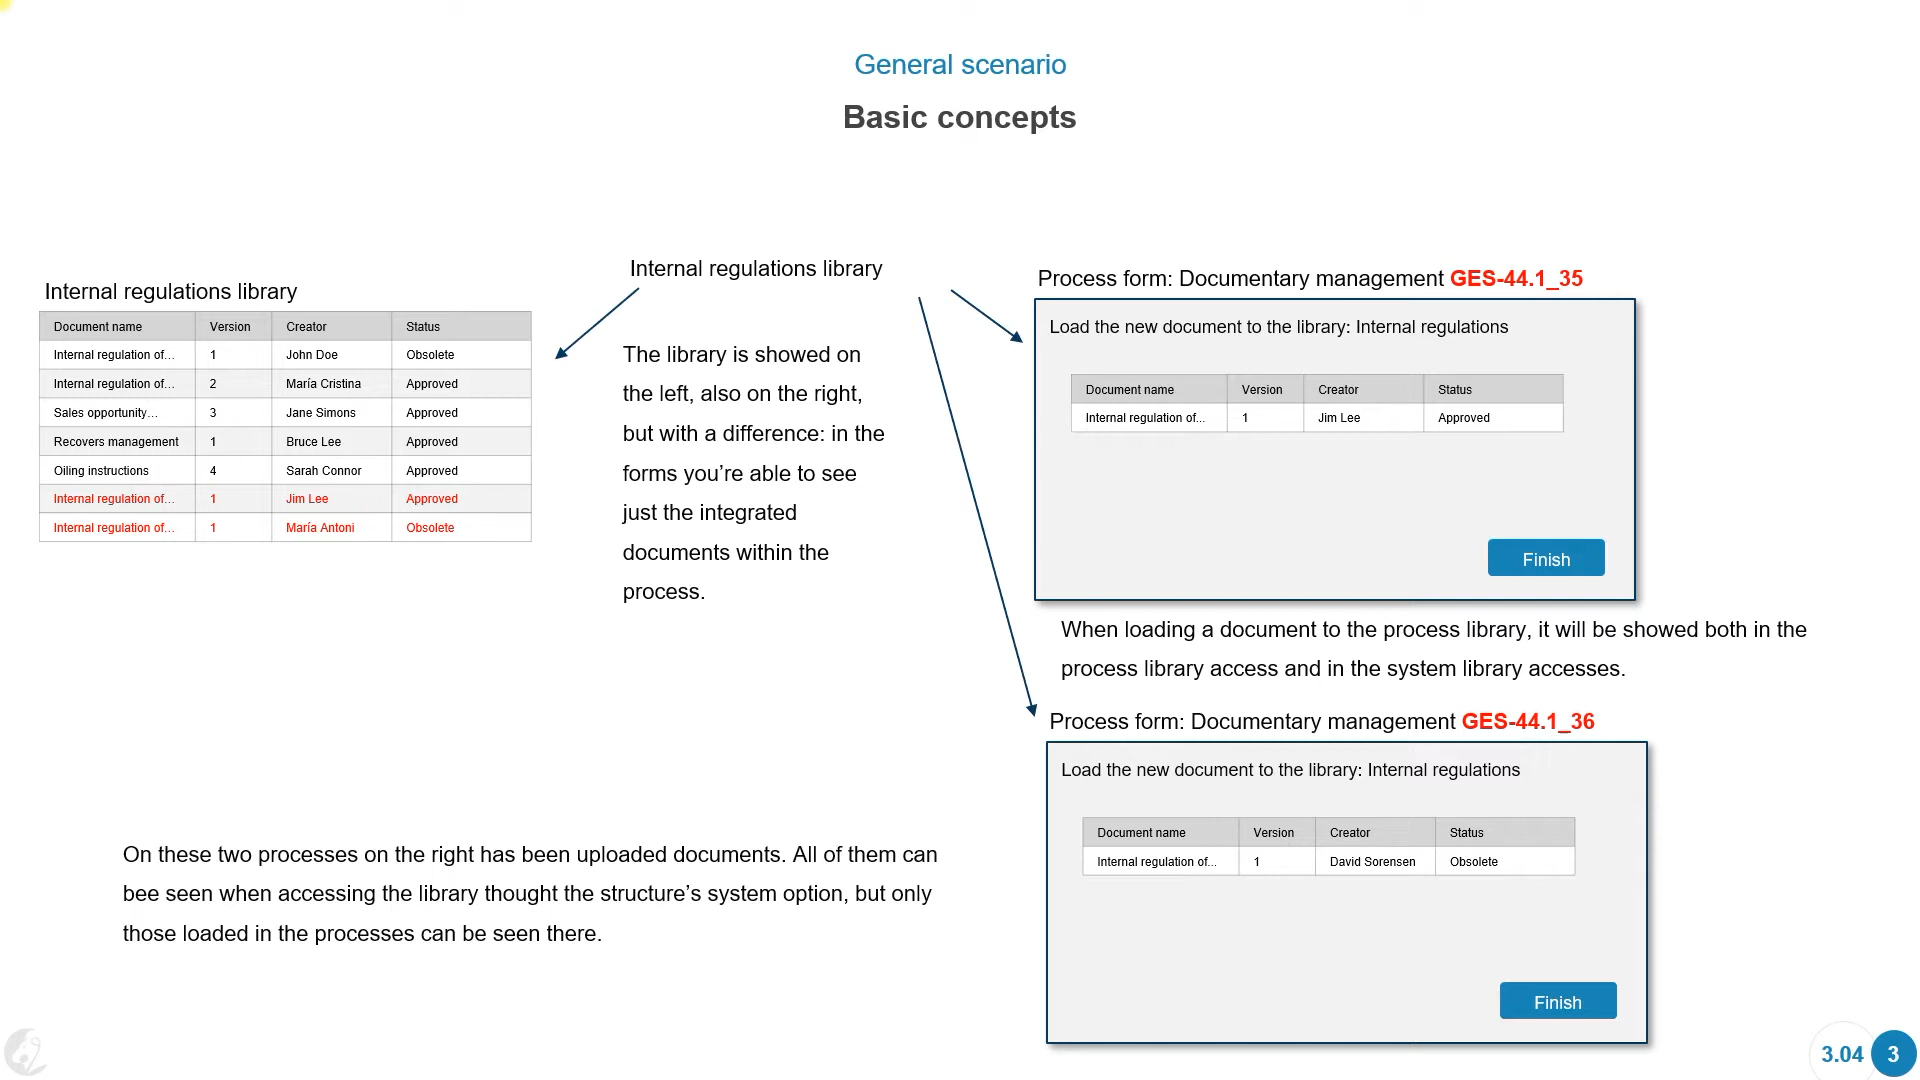 General scenario
Basic concepts
Internal regulations library
Document name Version Creator Status
Internal regulation of... 1 John Doe Obsolete
Internal regulation of... 2 María Cristina Approved
Sales opportunity... 3 Jane Simons Approved
Recovers management 1 Bruce Lee Approved
Oiling instructions 4 Sarah Connor Approved
Internal regulation of... 1 Jim Lee Approved
Internal regulation of... 1 María Antoni Obsolete
Internal regulations library
The library is showed on
the left, also on the right,
but with a difference: in the
forms you’re able to see
just the integrated
documents within the
process.
Process form: Documentary management GES-44.1_35
Load the new document to the library: Internal regulations
Document name Version Creator Status
Internal regulation of... 1 Jim Lee Approved
Finish
When loading a document to the process library, it will be showed both in the
process library access and in the system library accesses.
Process form: Documentary management GES-44.1_36
Load the new document to the library: Internal regulations
Document name Version Creator Status
Internal regulation of... 1 David Sorensen Obsolete
Finish
On these two processes on the right has been uploaded documents. All of them can
bee seen when accessing the library thought the structure’s system option, but only
those loaded in the processes can be seen there.
3.04 3